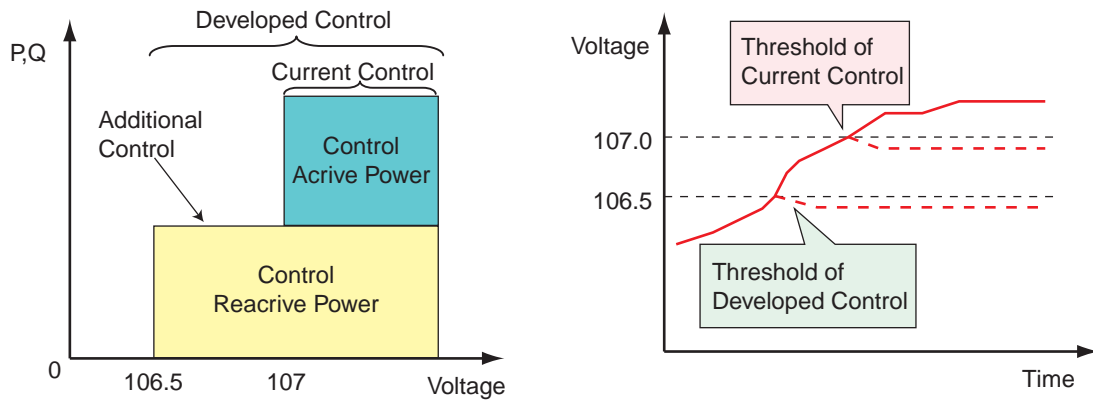 Developed Control
P,Q
Current Control
Additional
Control
Control
Acrive Power
Control
Reacrive Power
0
106.5
107
Voltage
Voltage
Threshold of
Current Control
107.0
106.5
Threshold of
Developed Control
Time